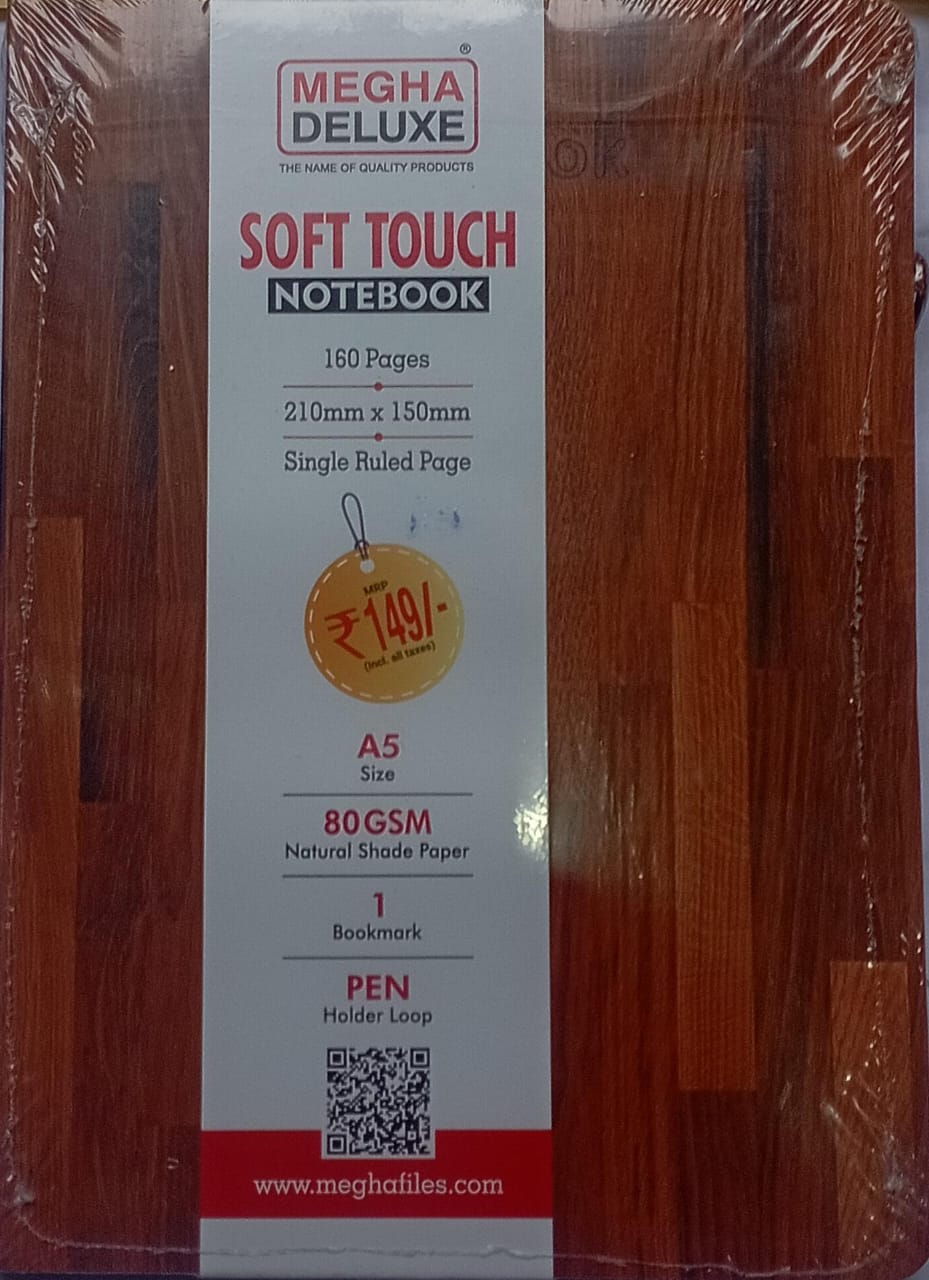 ®
MEGHA
DELUXE
THE NAME OF QUALITY PRODUCTS
OK
SOFT TOUCH
NOTEBOOK
160 Pages
210mm x 150mm
Single Ruled Page
MRP
₹149/-
(incl. all taxes)
A5
Size
80GSM
Natural Shade Paper
1
Bookmark
PEN
Holder Loop
www.meghafiles.com